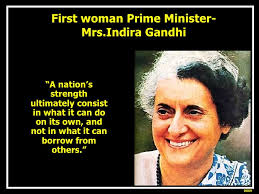 First woman Prime Minister-
Mrs.Indira Gandhi
“A nation’s
strength
ultimately consist
in what it can do
on its own, and
not in what it can
borrow from
others.”